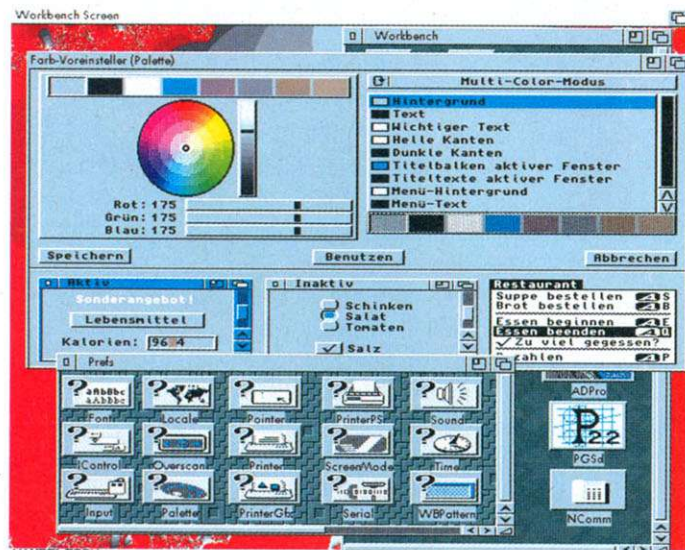 Workbench Screen
Workbench
Farb-Voreinsteller (Palette)
Multi-Color-Modus
Hintergrund
Text
Wichtiger Text
Helle Kanten
Dunkle Kanten
Titelbalken aktiver Fenster
Titeltexte aktiver Fenster
Menü-Hintergrund
Menü-Text
Rot: 175
Grün: 175
Blau: 175
Speichern
Benutzen
Abbrechen
Aktiv
Sonderangebot!
Lebensmittel
Kalorien:
Inaktiv
Schinken
Salat
Tomaten
Salz
Restaurant
Suppe bestellen A S
Brot bestellen A B
Essen beginnen A E
Essen beenden
Zu viel gegessen?
A P
Prefs
aABbBc
aAbBbc
Font
Locale
Pointer
PrinterPS
Sound
IControl
Overscan
Printer
ScreenMode
Time
Input
Palette
PrinterGfx
Serial
WBPattern
ADPro
P2.2
PGSd
NComm